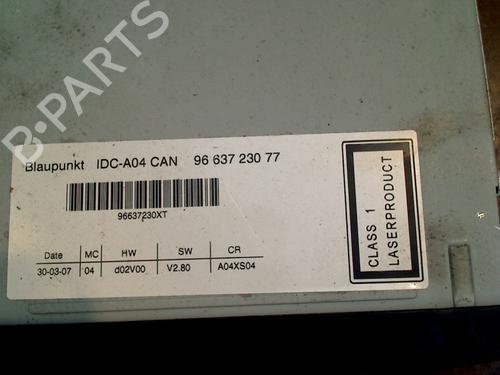 B-PARTS
Blaupunkt IDC-A04 CAN 96 637 230 77
96637230XT
Date MC HW SW CR
30-03-07 04 d02V00 V2.80 A04XS04
CLASS 1
LASERPRODUCT